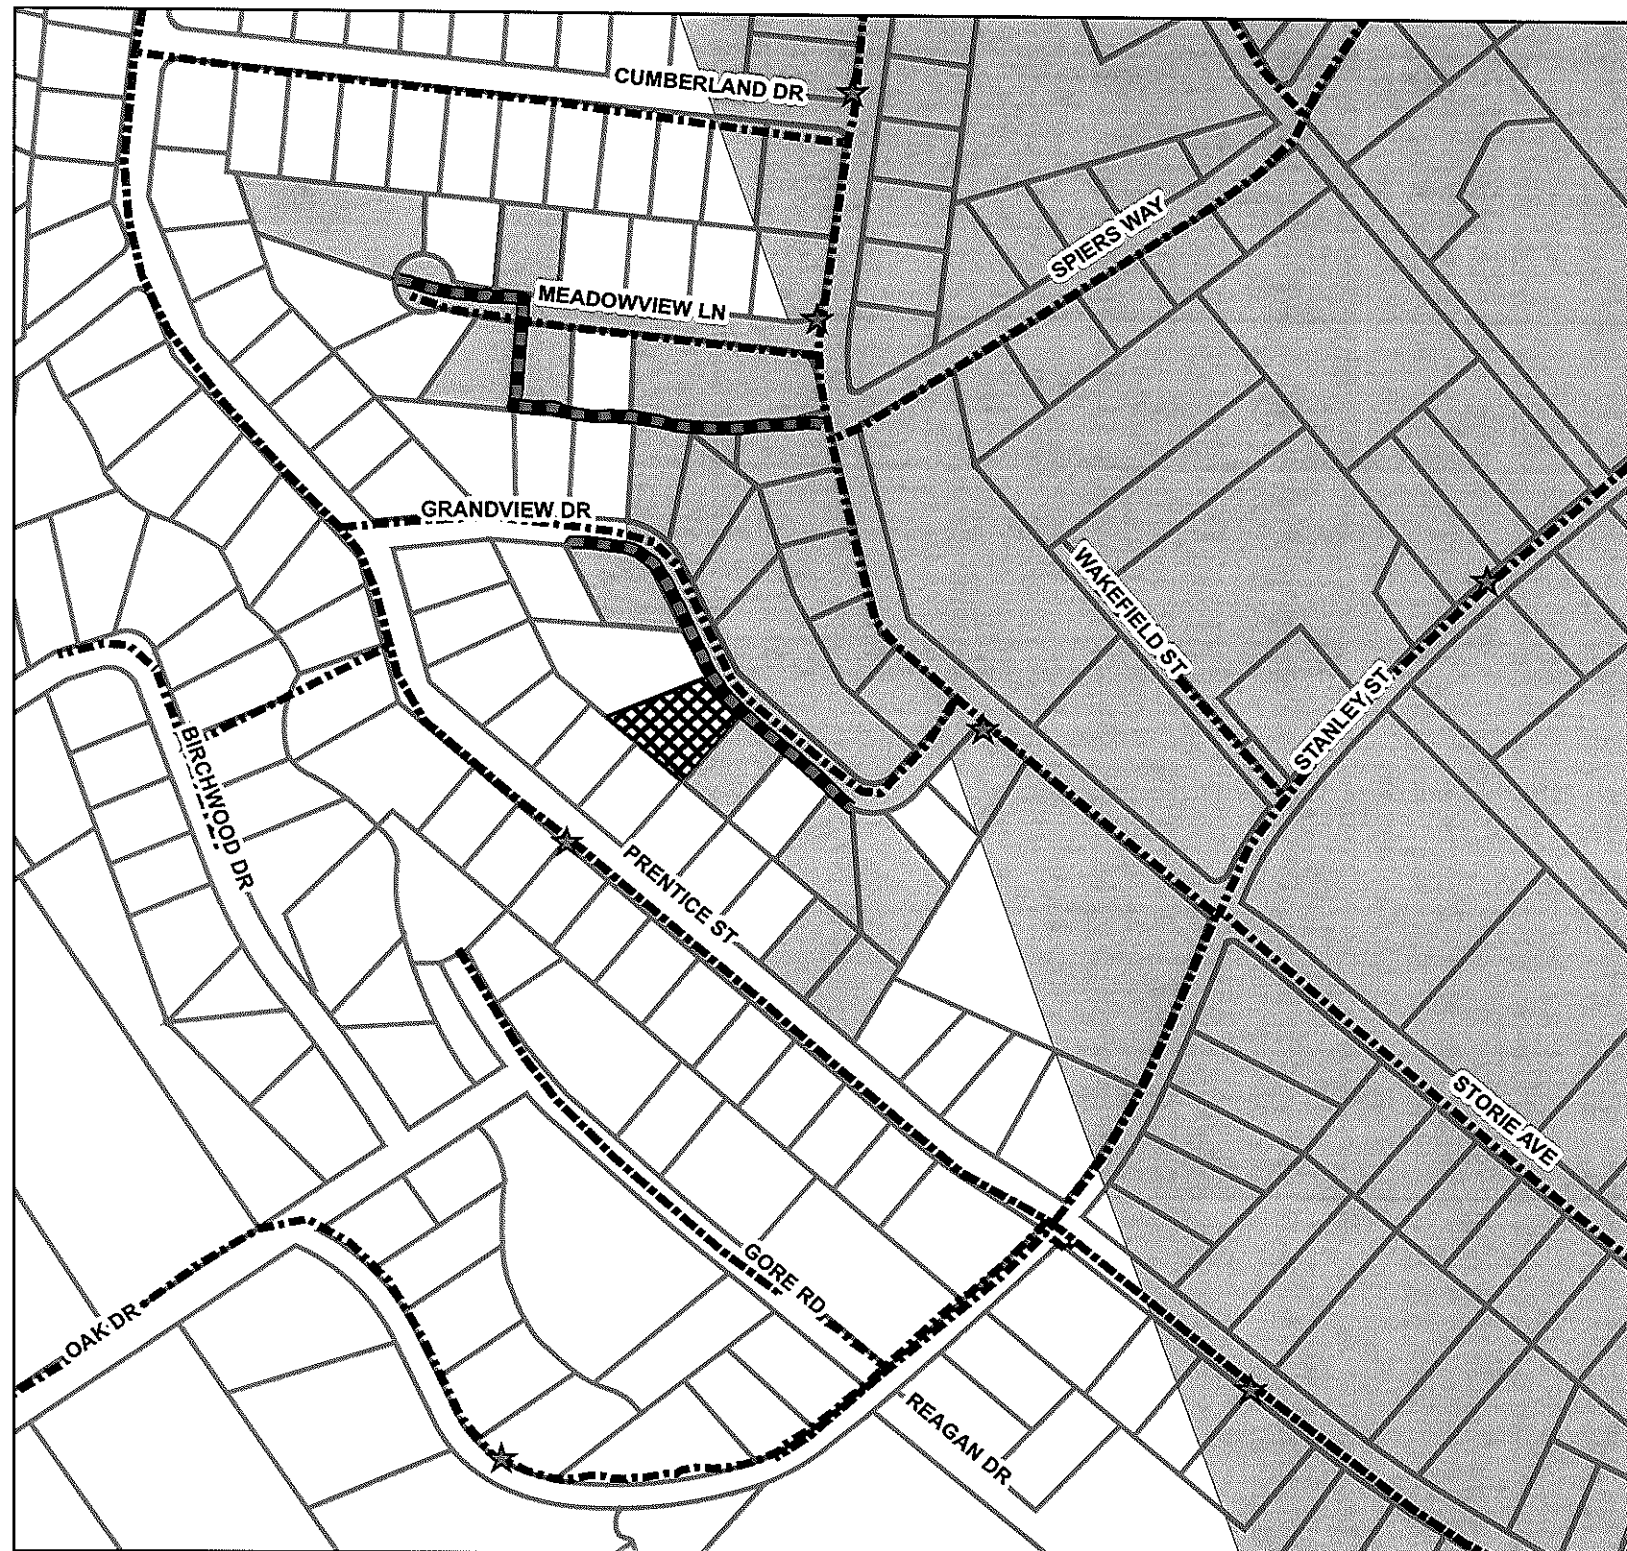 CUMBERLAND DR
SPIERS WAY
MEADOWVIEW LN
GRANDVIEW DR
WAKEFIELD ST
STANLEY ST
BIRCHWOOD DR
PRENTICE ST
STORIE AVE
GORE RD
OAK DR
REAGAN DR